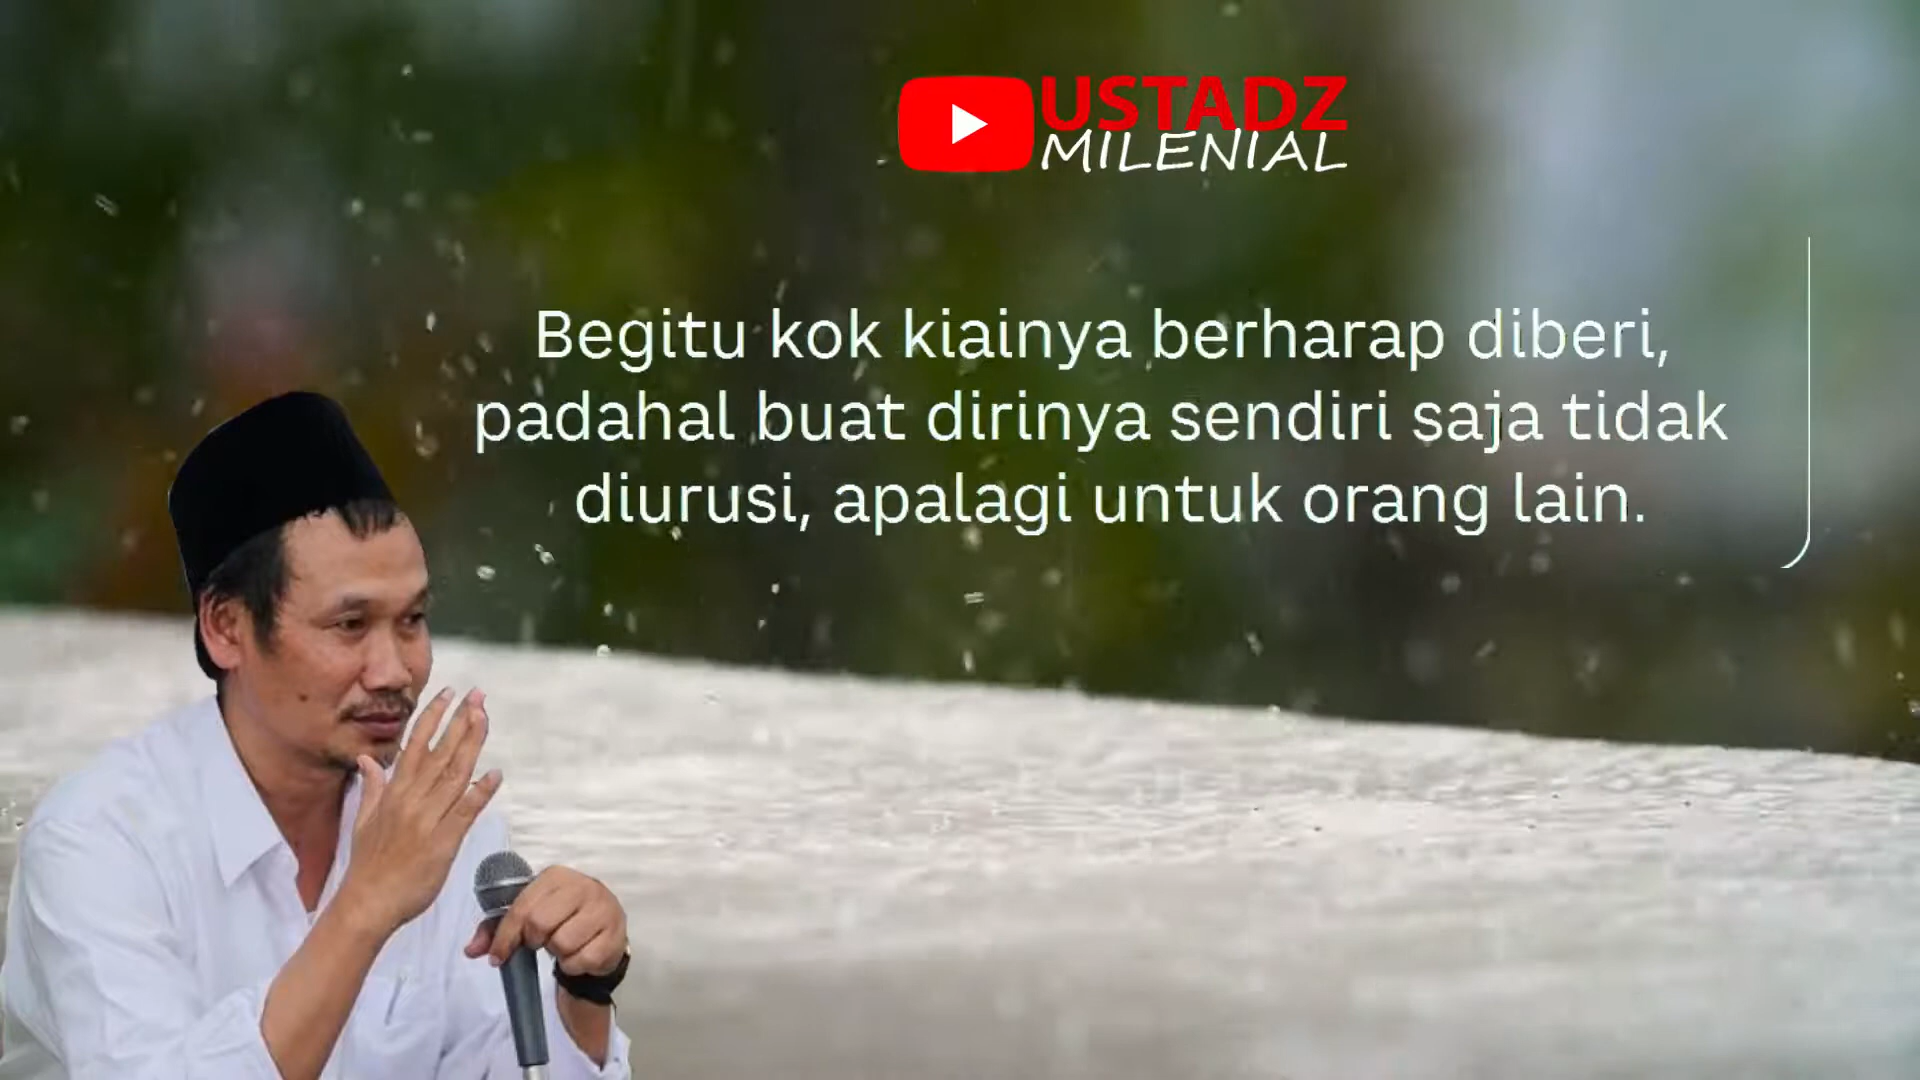 USTADZ
MILENIAL
Begitu kok kiainya berharap diberi,
padahal buat dirinya sendiri saja tidak
diurusi, apalagi untuk orang lain.